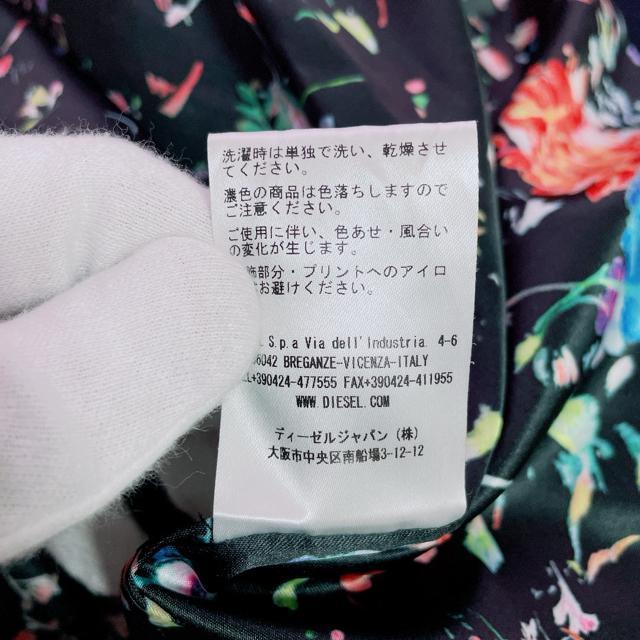 洗濯時は単独で洗い、乾燥させ
てください。
濃色の商品は色落ちしますので
ご注意ください。
ご使用に伴い、色あせ・風合い
の変化が生じます。
飾部分・プリントへのアイロ
お避けください。
S.p.a Via dell'Industria 4-6
6042 BREGANZE-VICENZA-ITALY
+390424-477555 FAX+390424-411955
WWW.DIESEL.COM
ディーゼルジャパン(株)
大阪市中央区南船場3-12-12